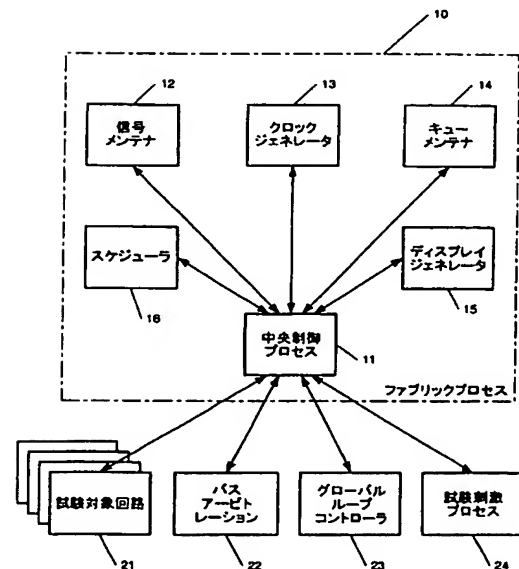 10
12
13
14
信号
メンテナ
クロック
ジェネレータ
キュー
メンテナ
スケジューラ
ディスプレイ
ジェネレータ
16
15
中央制御
プロセス
11
ファブリックプロセス
試験対象回路
バス
アービト
レーション
グローバル
ループ
コントローラ
試験刺激
プロセス
21
22
23
24